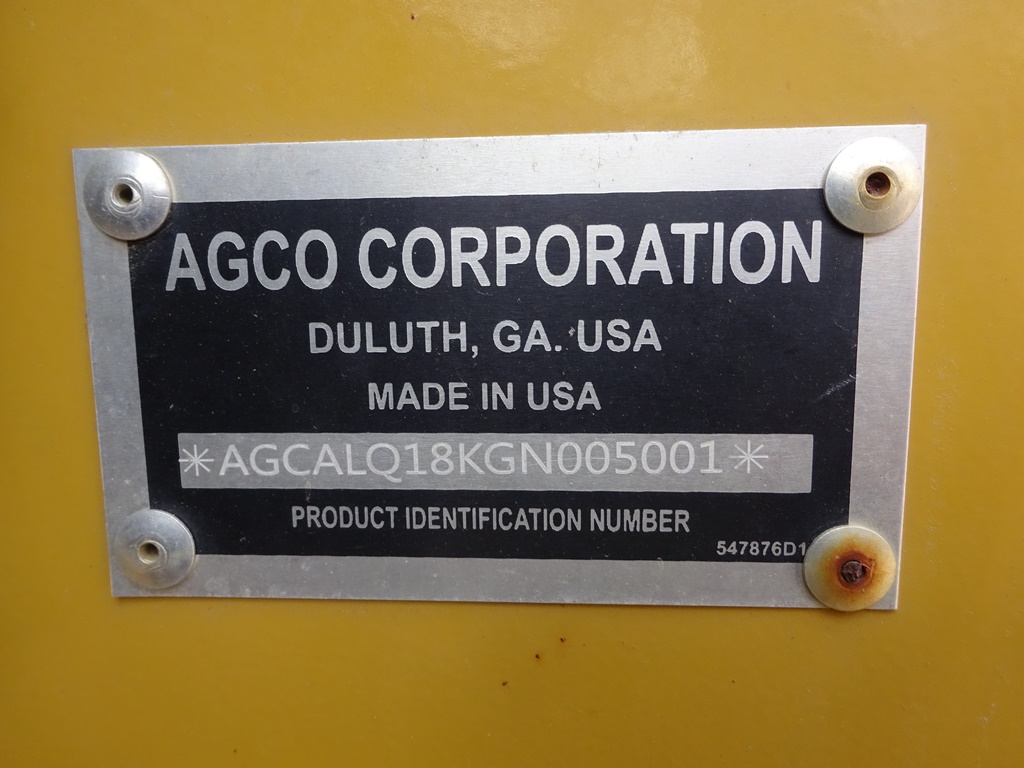 AGCO CORPORATION
DULUTH, GA. USA
MADE IN USA
*AGCALQ18KGN005001*
PRODUCT IDENTIFICATION NUMBER
547876D1